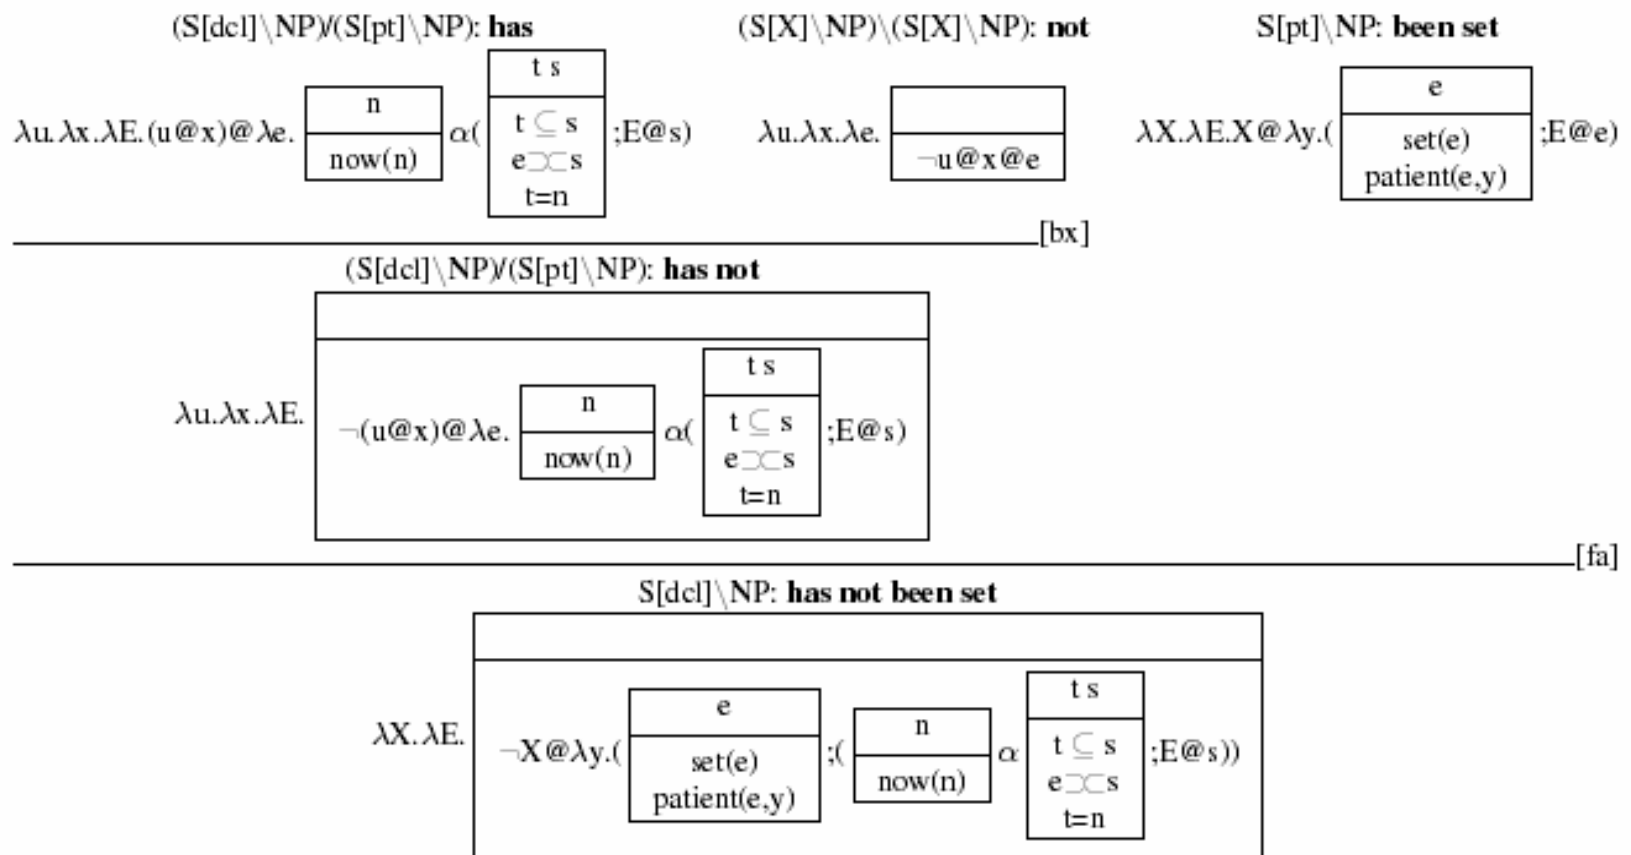 (S[dcl]\NP)/(S[pt]\NP): has (S[X]\NP)\(S[X]\NP): not S[pt]\NP: been set
t s
e
n
t ⊆ s
λu.λx.λE.(u@x)@λe. α( e⊃⊂s ;E@s) λu.λx.λe. λX.λE.X@λy.( set(e) ;E@e)
now(n) ¬u@x@e patient(e,y)
t=n
[bx]
(S[dcl]\NP)/(S[pt]\NP): has not
t s
n
t ⊆ s
λu.λx.λE. ¬(u@x)@λe. α( ;E@s)
now(n) e⊃⊂s
t=n
[fa]
S[dcl]\NP: has not been set
t s
e n
λX.λE. ¬X@λy.( set(e) ;( α t ⊆ s ;E@s))
patient(e,y) now(n) e⊃⊂s
t=n